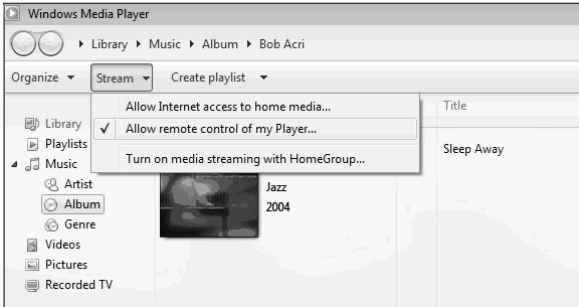 Windows Media Player
Library ▸ Music ▸ Album ▸ Bob Acri
Organize Stream Create playlist
Allow Internet access to home media...
Title
Library
✓ Allow remote control of my Player...
Playlists
Sleep Away
Turn on media streaming with HomeGroup...
Music
Artist
Jazz
Album
2004
Genre
Videos
Pictures
Recorded TV